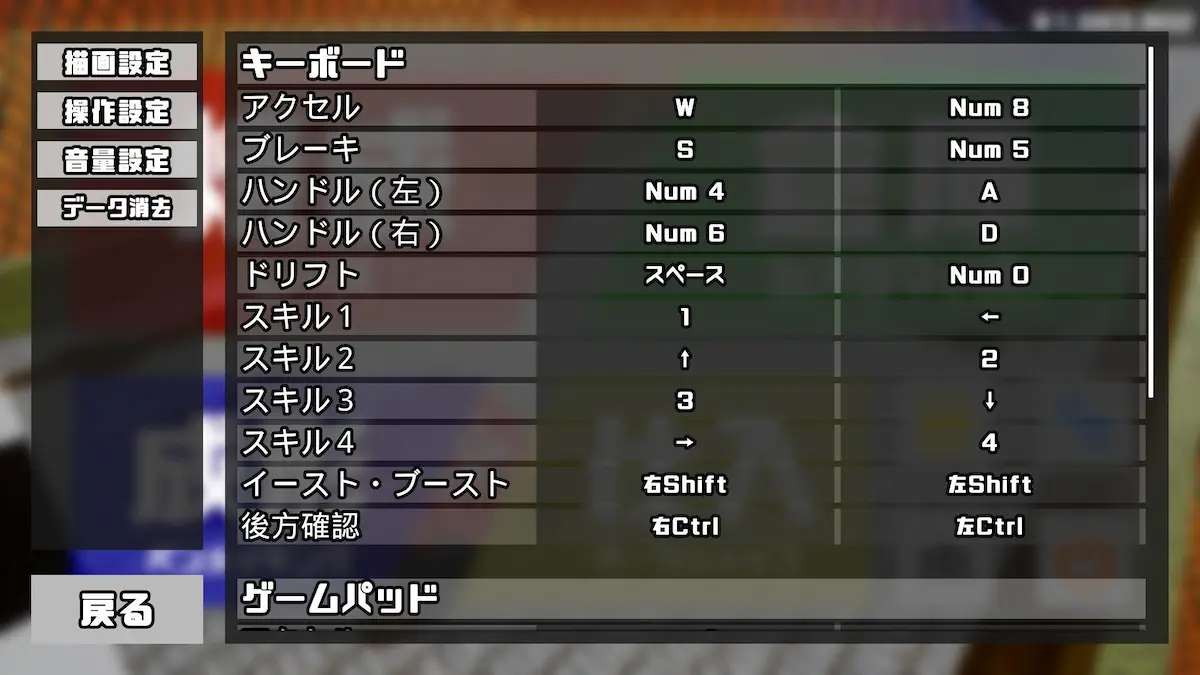 描画設定
操作設定
音量設定
データ消去
戻る
キーボード
アクセル W Num 8
ブレーキ S Num 5
ハンドル(左) Num 4 A
ハンドル(右) Num 6 D
ドリフト スペース Num 0
スキル1 1 ←
スキル2 ↑ 2
スキル3 3 ↓
スキル4 → 4
イースト・ブースト 右Shift 左Shift
後方確認 右Ctrl 左Ctrl
ゲームパッド